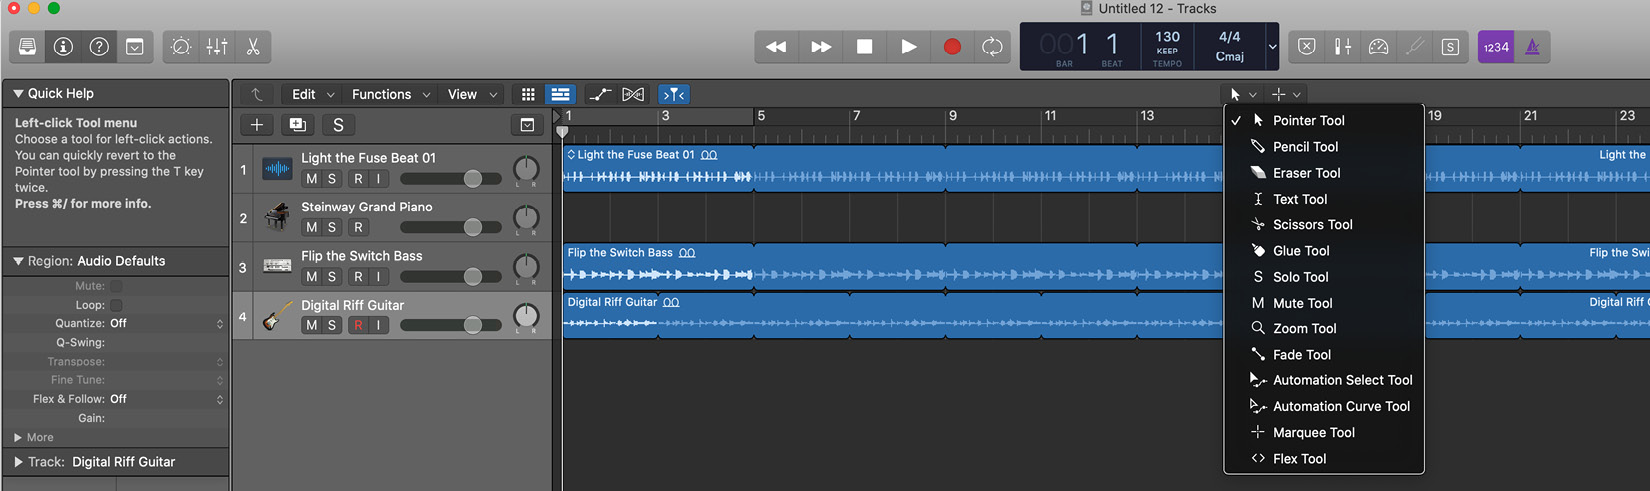 Untitled 12 - Tracks
001 1
BAR BEAT
130
KEEP
TEMPO
4/4
Cmaj
S
1234
Quick Help
Left-click Tool menu
Choose a tool for left-click actions.
You can quickly revert to the
Pointer tool by pressing the T key
twice.
Press ⌘/ for more info.
Region: Audio Defaults
Mute:
Loop:
Quantize: Off
Q-Swing:
Transpose:
Fine Tune:
Flex & Follow: Off
Gain:
More
Track: Digital Riff Guitar
Edit Functions View
S
1 3 5 7 9 11 13 19 21 23
1 Light the Fuse Beat 01
M S R I
L R
2 Steinway Grand Piano
M S R
L R
3 Flip the Switch Bass
M S R I
L R
4 Digital Riff Guitar
M S R I
L R
Light the Fuse Beat 01
Light the
Flip the Switch Bass
Flip the Swi
Digital Riff Guitar
Digital Riff
✓ Pointer Tool
Pencil Tool
Eraser Tool
Text Tool
Scissors Tool
Glue Tool
S Solo Tool
M Mute Tool
Zoom Tool
Fade Tool
Automation Select Tool
Automation Curve Tool
Marquee Tool
Flex Tool